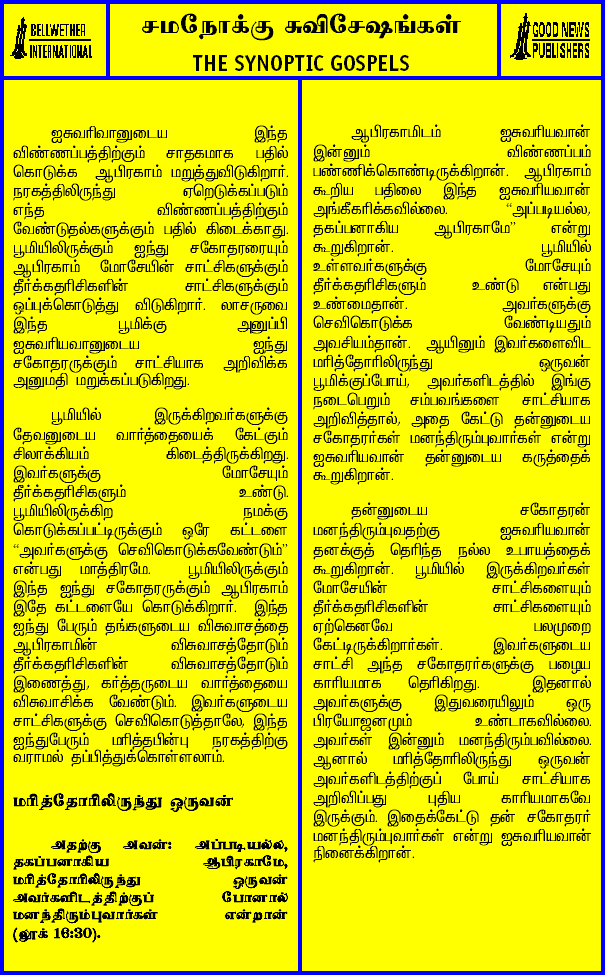 BELLWETHER
INTERNATIONAL
சமநோக்கு சுவிசேஷங்கள்
THE SYNOPTIC GOSPELS
GOOD NEWS
PUBLISHERS
ஐசுவரிவானுடைய இந்த
விண்ணப்பத்திற்கும் சாதகமாக பதில்
கொடுக்க ஆபிரகாம் மறுத்துவிடுகிறார்.
நரகத்திலிருந்து ஏறெடுக்கப்படும்
எந்த விண்ணப்பத்திற்கும்
வேண்டுதல்களுக்கும் பதில் கிடைக்காது.
பூமியிலிருக்கும் ஐந்து சகோதரரையும்
ஆபிரகாம் மோசேயின் சாட்சிகளுக்கும்
தீர்க்கதரிசிகளின் சாட்சிகளுக்கும்
ஒப்புக்கொடுத்து விடுகிறார். லாசருவை
இந்த பூமிக்கு அனுப்பி
ஐசுவரியவானுடைய ஐந்து
சகோதரருக்கும் சாட்சியாக அறிவிக்க
அனுமதி மறுக்கப்படுகிறது.
பூமியில் இருக்கிறவர்களுக்கு
தேவனுடைய வார்த்தையைக் கேட்கும்
சிலாக்கியம் கிடைத்திருக்கிறது.
இவர்களுக்கு மோசேயும்
தீர்க்கதரிசிகளும் உண்டு.
பூமியிலிருக்கிற நமக்கு
கொடுக்கப்பட்டிருக்கும் ஒரே கட்டளை
“அவர்களுக்கு செவிகொடுக்கவேண்டும்”
என்பது மாத்திரமே. பூமியிலிருக்கும்
இந்த ஐந்து சகோதரருக்கும் ஆபிரகாம்
இதே கட்டளையே கொடுக்கிறார். இந்த
ஐந்து பேரும் தங்களுடைய விசுவாசத்தை
ஆபிரகாமின் விசுவாசத்தோடும்
தீர்க்கதரிசிகளின் விசுவாசத்தோடும்
இணைத்து, கர்த்தருடைய வார்த்தையை
விசுவாசிக்க வேண்டும். இவர்களுடைய
சாட்சிகளுக்கு செவிகொடுத்தாலே, இந்த
ஐந்துபேரும் மரித்தபின்பு நரகத்திற்கு
வராமல் தப்பித்துக்கொள்ளலாம்.
மரித்தோரிலிருந்து ஒருவன்
அதற்கு அவன்: அப்படியல்ல,
தகப்பனாகிய ஆபிரகாமே,
மரித்தோரிலிருந்து ஒருவன்
அவர்களிடத்திற்குப் போனால்
மனந்திரும்புவார்கள் என்றான்
(லூக் 16:30).
ஆபிரகாமிடம் ஐசுவரியவான்
இன்னும் விண்ணப்பம்
பண்ணிக்கொண்டிருக்கிறான். ஆபிரகாம்
கூறிய பதிலை இந்த ஐசுவரியவான்
அங்கீகரிக்கவில்லை. “அப்படியல்ல,
தகப்பனாகிய ஆபிரகாமே” என்று
கூறுகிறான். பூமியில்
உள்ளவர்களுக்கு மோசேயும்
தீர்க்கதரிசிகளும் உண்டு என்பது
உண்மைதான். அவர்களுக்கு
செவிகொடுக்க வேண்டியதும்
அவசியம்தான். ஆயினும் இவர்களைவிட
மரித்தோரிலிருந்து ஒருவன்
பூமிக்குப்போய், அவர்களிடத்தில் இங்கு
நடைபெறும் சம்பவங்களை சாட்சியாக
அறிவித்தால், அதை கேட்டு தன்னுடைய
சகோதரர்கள் மனந்திரும்புவார்கள் என்று
ஐசுவரியவான் தன்னுடைய கருத்தைக்
கூறுகிறான்.
தன்னுடைய சகோதரன்
மனந்திரும்புவதற்கு ஐசுவரியவான்
தனக்குத் தெரிந்த நல்ல உபாயத்தைக்
கூறுகிறான். பூமியில் இருக்கிறவர்கள்
மோசேயின் சாட்சிகளையும்
தீர்க்கதரிசிகளின் சாட்சிகளையும்
ஏற்கெனவே பலமுறை
கேட்டிருக்கிறார்கள். இவர்களுடைய
சாட்சி அந்த சகோதரர்களுக்கு பழைய
காரியமாக தெரிகிறது. இதனால்
அவர்களுக்கு இதுவரையிலும் ஒரு
பிரயோஜனமும் உண்டாகவில்லை.
அவர்கள் இன்னும் மனந்திரும்பவில்லை.
ஆனால் மரித்தோரிலிருந்து ஒருவன்
அவர்களிடத்திற்குப் போய் சாட்சியாக
அறிவிப்பது புதிய காரியமாகவே
இருக்கும். இதைக்கேட்டு தன் சகோதரர்
மனந்திரும்புவார்கள் என்று ஐசுவரியவான்
நினைக்கிறான்.